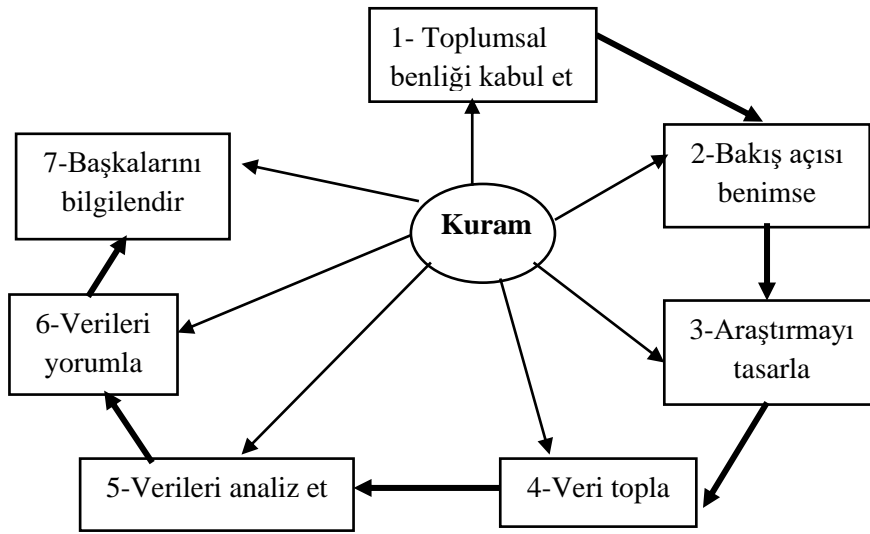 1- Toplumsal
benliği kabul et
2-Bakış açısı
benimse
3-Araştırmayı
tasarla
4-Veri topla
5-Verileri analiz et
6-Verileri
yorumla
7-Başkalarını
bilgilendir
Kuram